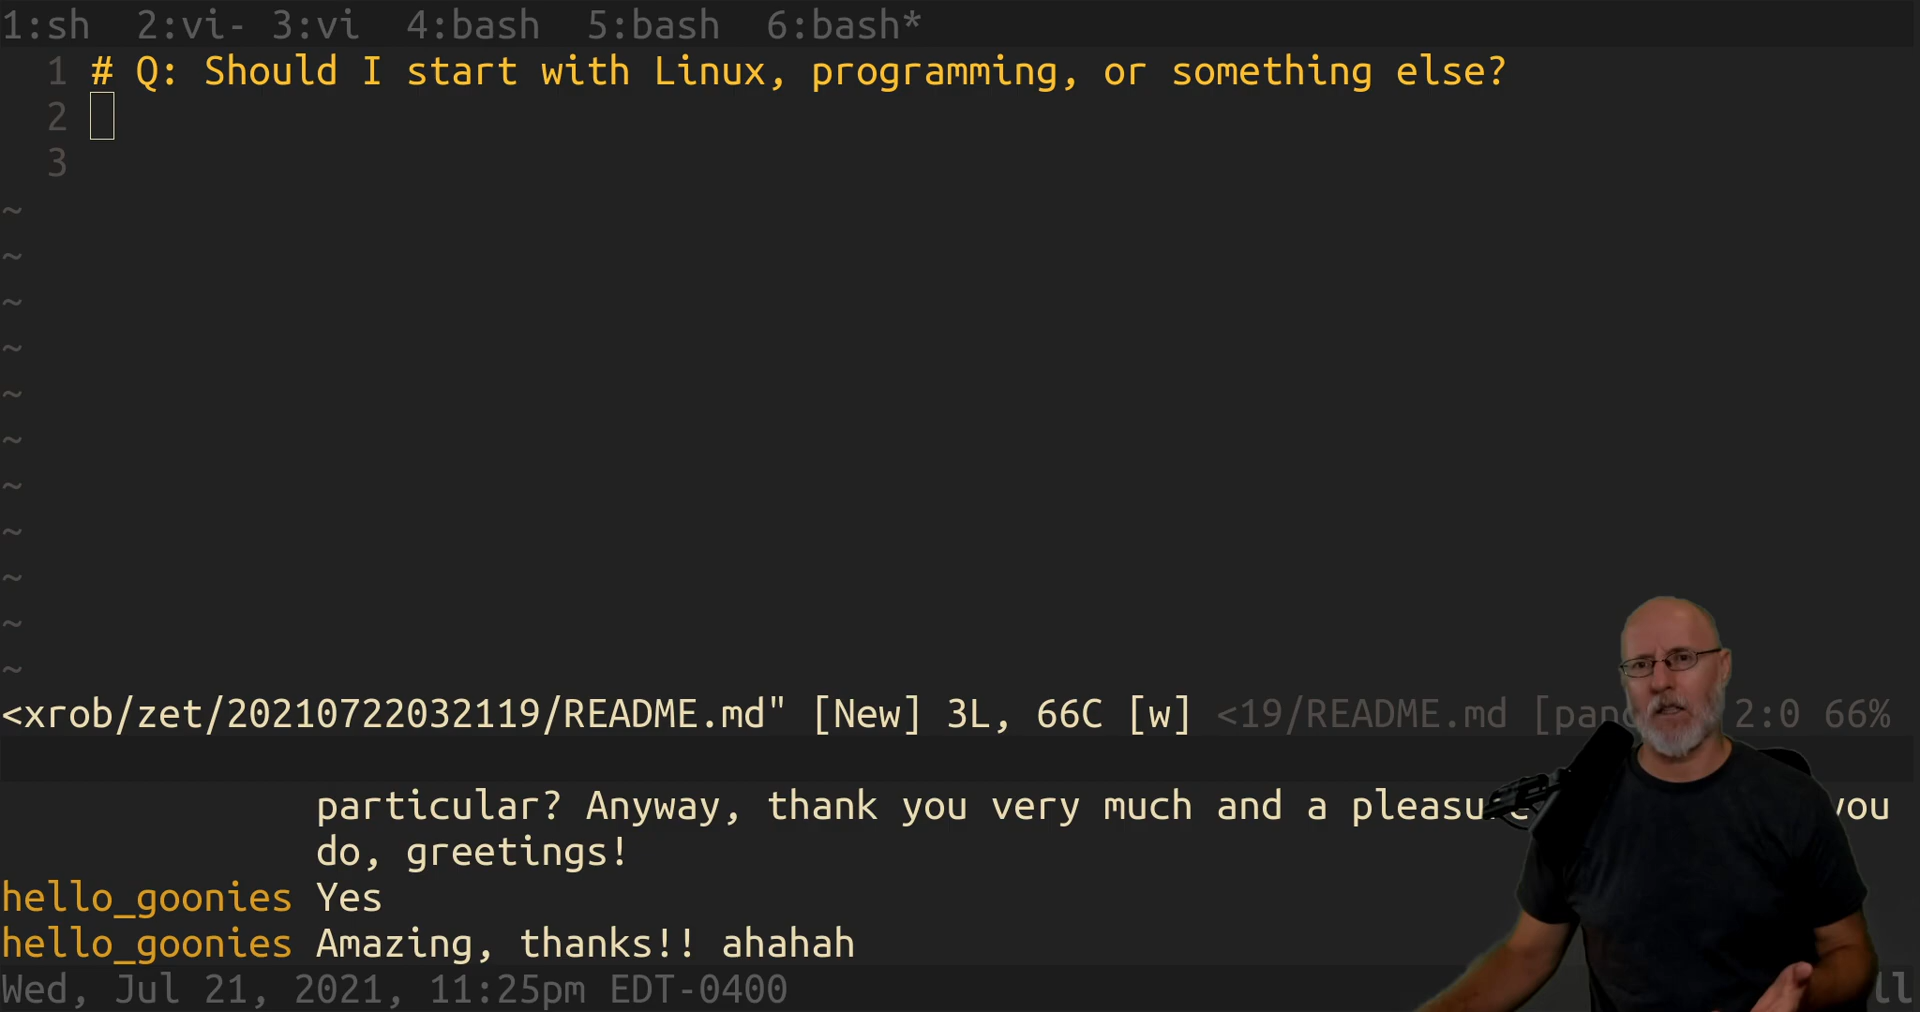 1:sh 2:vi- 3:vi 4:bash 5:bash 6:bash*
1 # Q: Should I start with Linux, programming, or something else?
2
3
~
~
~
~
~
~
~
~
~
~
~
<xrob/zet/20210722032119/README.md" [New] 3L, 66C [w] <19/README.md 2:0 66%
particular? Anyway, thank you very much and a pleasure you
do, greetings!
hello_goonies Yes
hello_goonies Amazing, thanks!! ahahah
Wed, Jul 21, 2021, 11:25pm EDT-0400